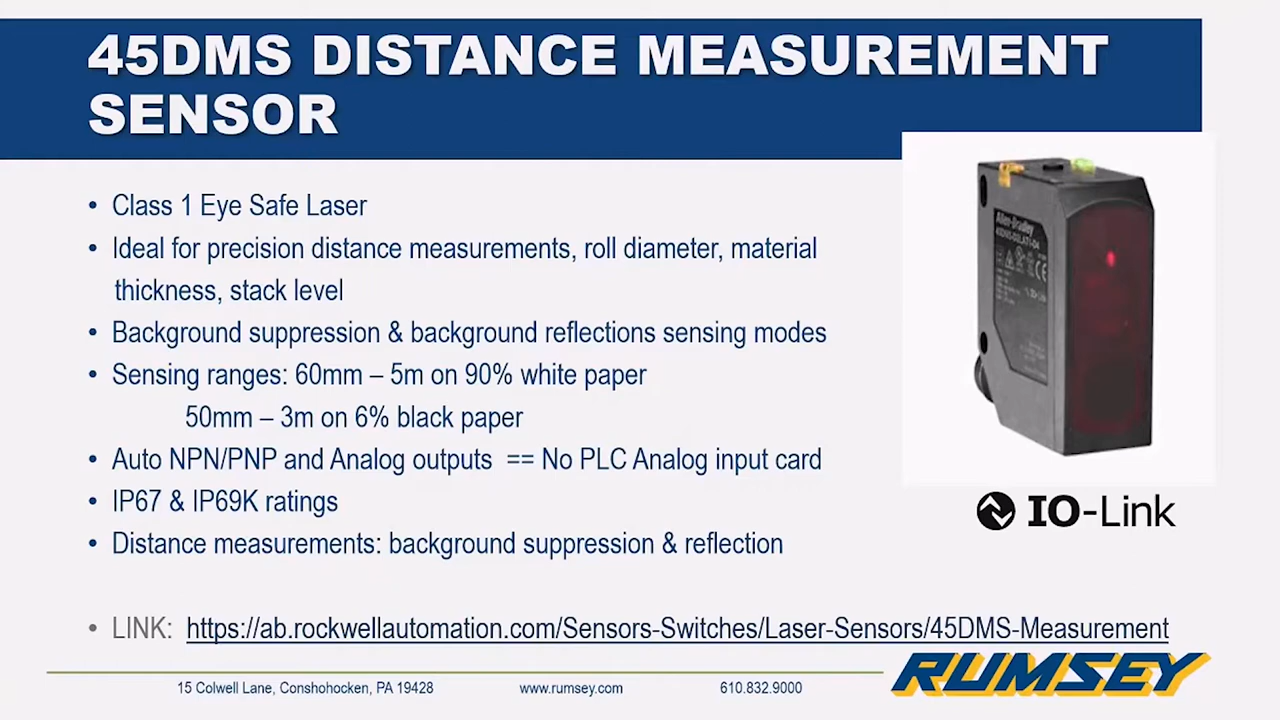 45DMS DISTANCE MEASUREMENT
SENSOR
• Class 1 Eye Safe Laser
• Ideal for precision distance measurements, roll diameter, material
thickness, stack level
• Background suppression & background reflections sensing modes
• Sensing ranges: 60mm – 5m on 90% white paper
50mm – 3m on 6% black paper
• Auto NPN/PNP and Analog outputs == No PLC Analog input card
• IP67 & IP69K ratings
• Distance measurements: background suppression & reflection
Allen-Bradley
CE
IO-Link
• LINK: https://ab.rockwellautomation.com/Sensors-Switches/Laser-Sensors/45DMS-Measurement
15 Colwell Lane, Conshohocken, PA 19428 www.rumsey.com 610.832.9000
RUMSEY